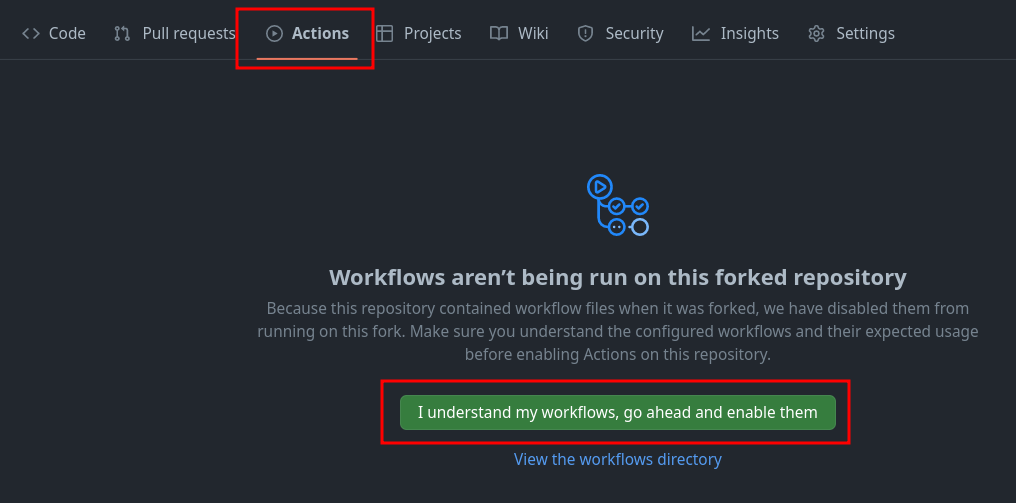 Code Pull requests Actions Projects Wiki Security Insights Settings
Workflows aren’t being run on this forked repository
Because this repository contained workflow files when it was forked, we have disabled them from
running on this fork. Make sure you understand the configured workflows and their expected usage
before enabling Actions on this repository.
I understand my workflows, go ahead and enable them
View the workflows directory